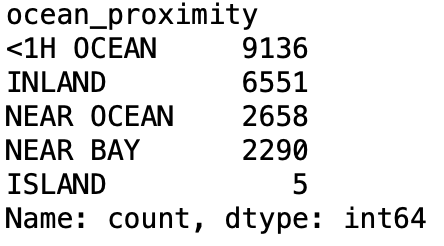 ocean_proximity
<1H OCEAN     9136
INLAND        6551
NEAR OCEAN    2658
NEAR BAY      2290
ISLAND           5
Name: count, dtype: int64